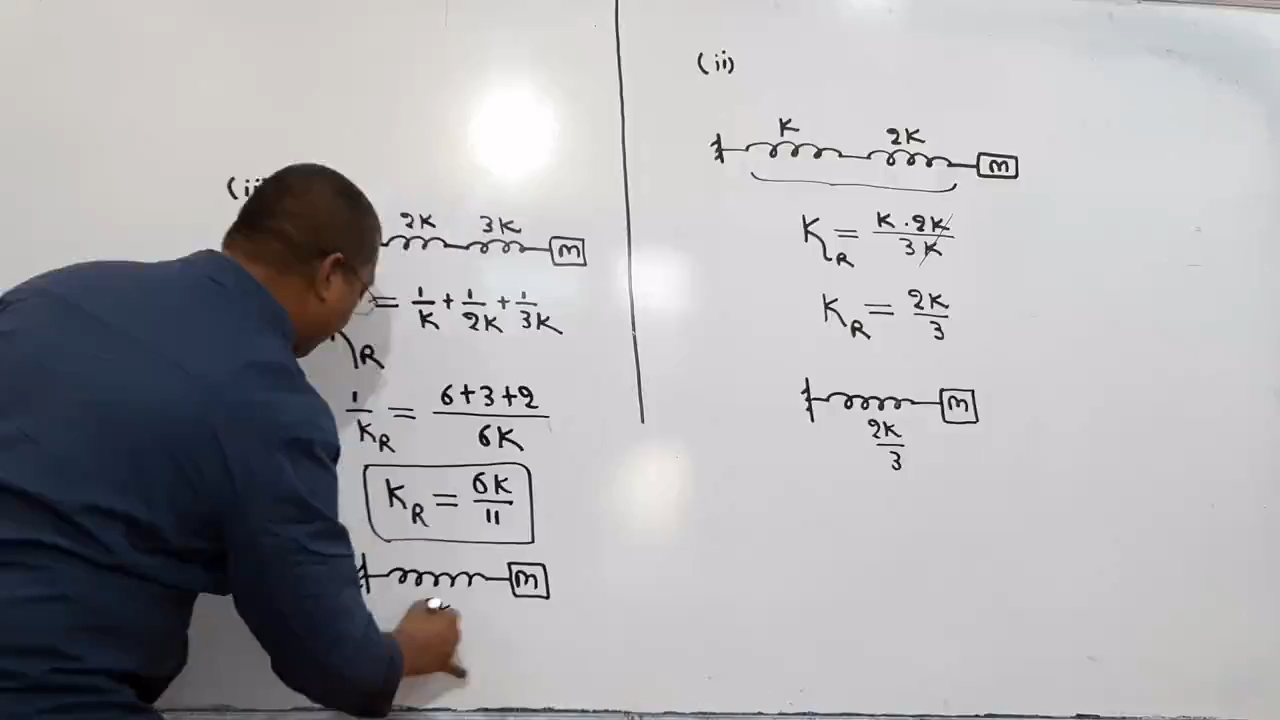 2K 3K
m
= 1/K + 1/2K + 1/3K
R
1/K_R = 6+3+2/6K
K_R = 6K/11
m
(ii)
K 2K
m
K_R = K.2K/3K
K_R = 2K/3
m
2K/3